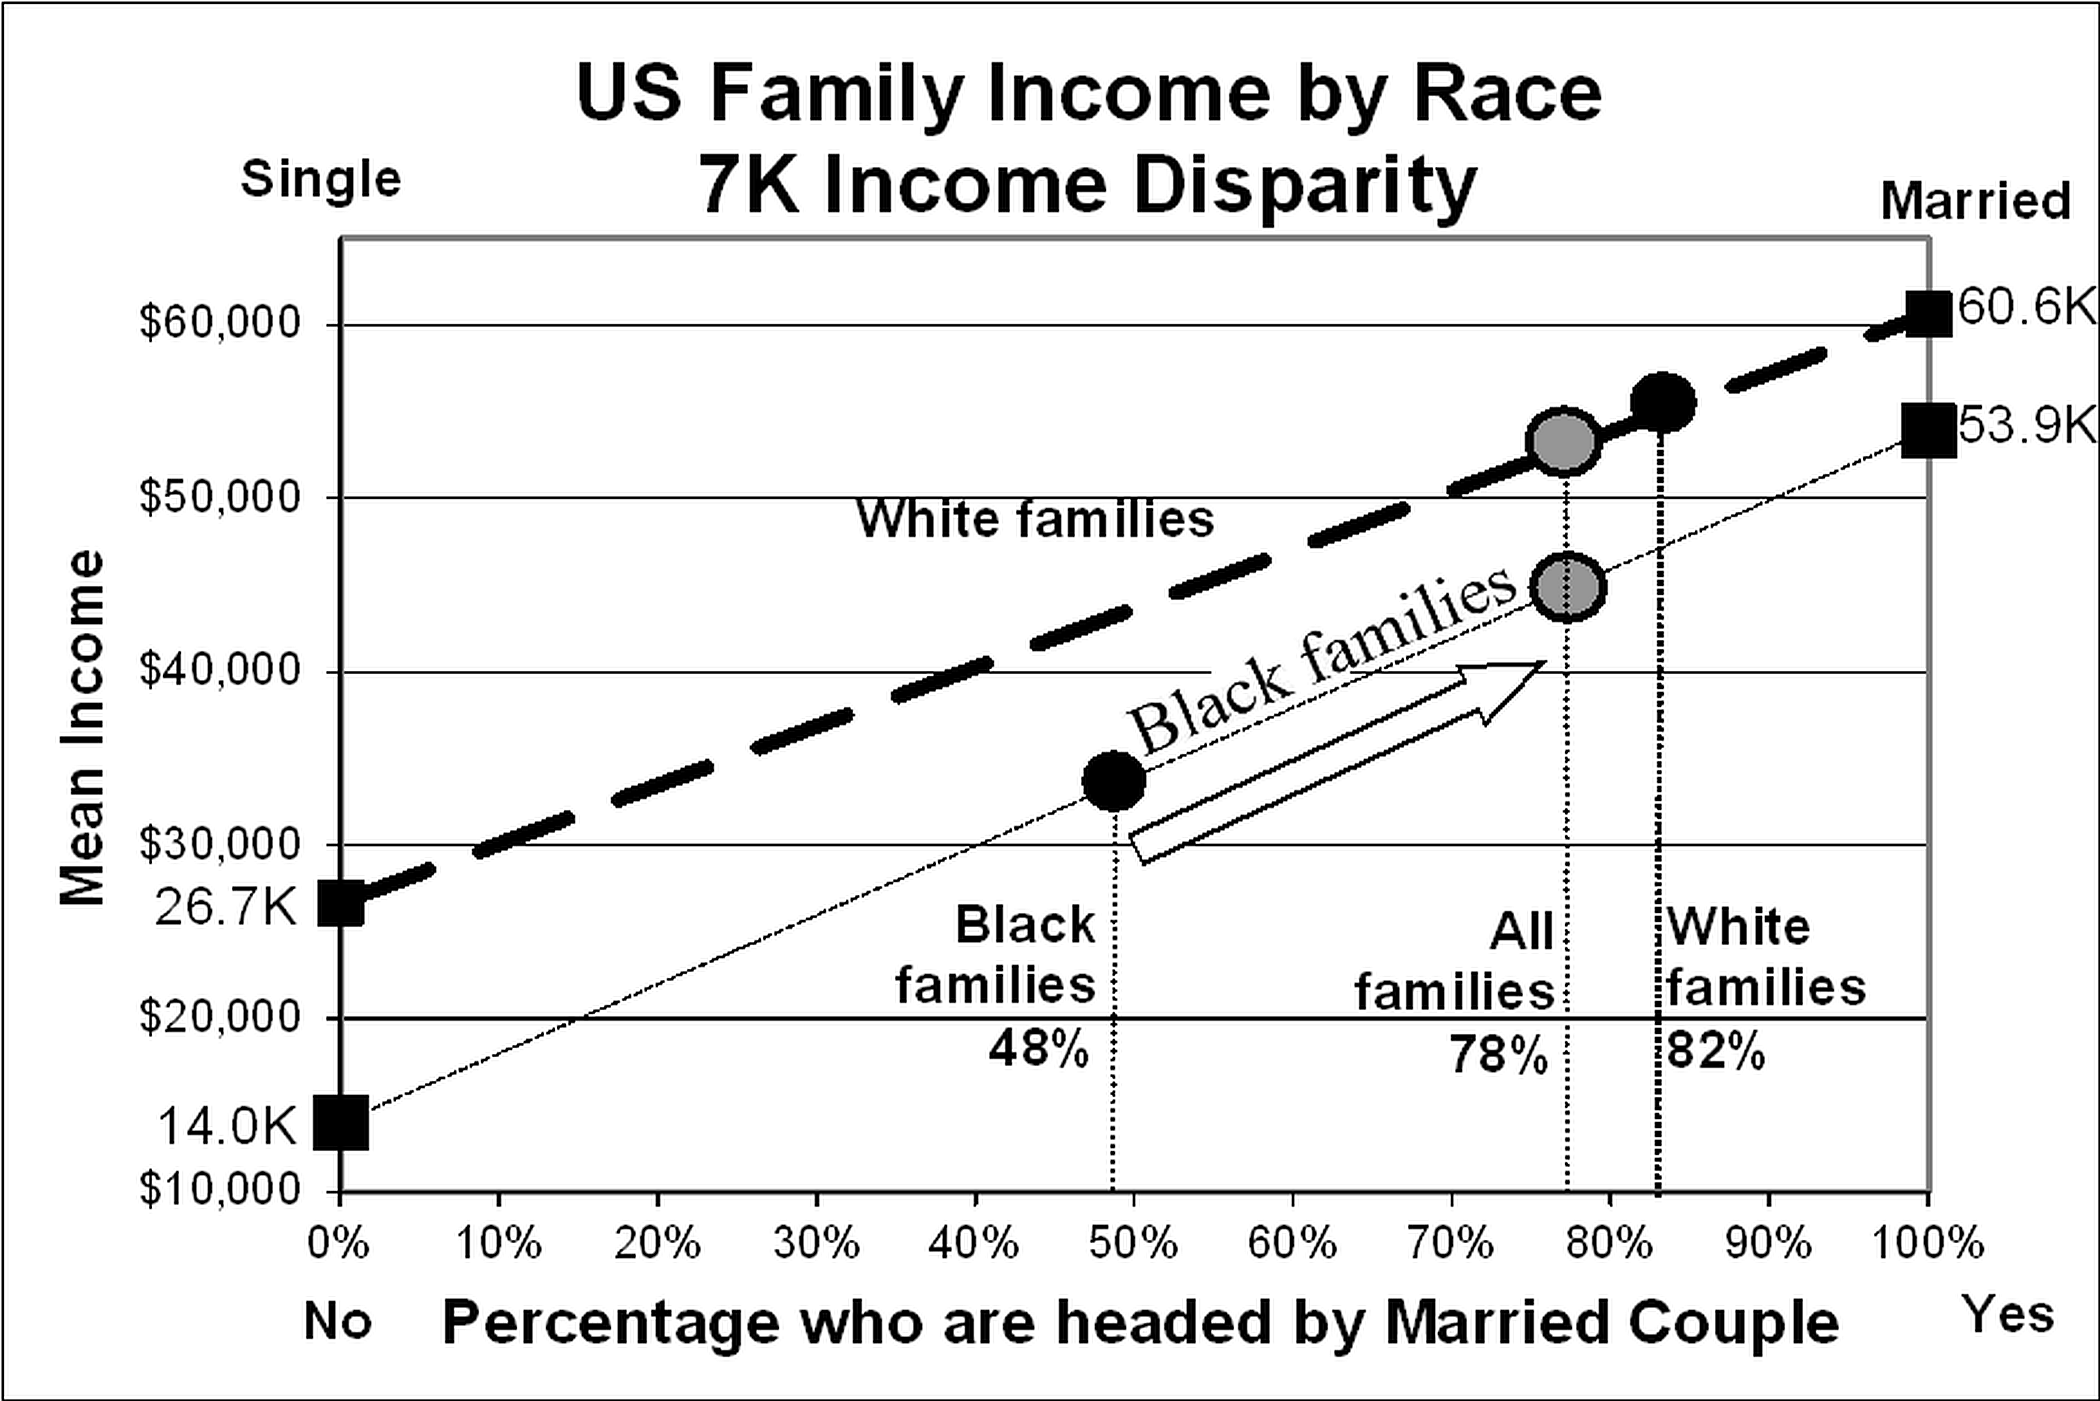 US Family Income by Race
7K Income Disparity
Single
Married
$60,000
$50,000
$40,000
$30,000
26.7K
$20,000
14.0K
$10,000
60.6K
53.9K
Mean Income
White families
Black families
Black
families
48%
All
families
78%
White
families
82%
0% 10% 20% 30% 40% 50% 60% 70% 80% 90% 100%
No Percentage who are headed by Married Couple Yes